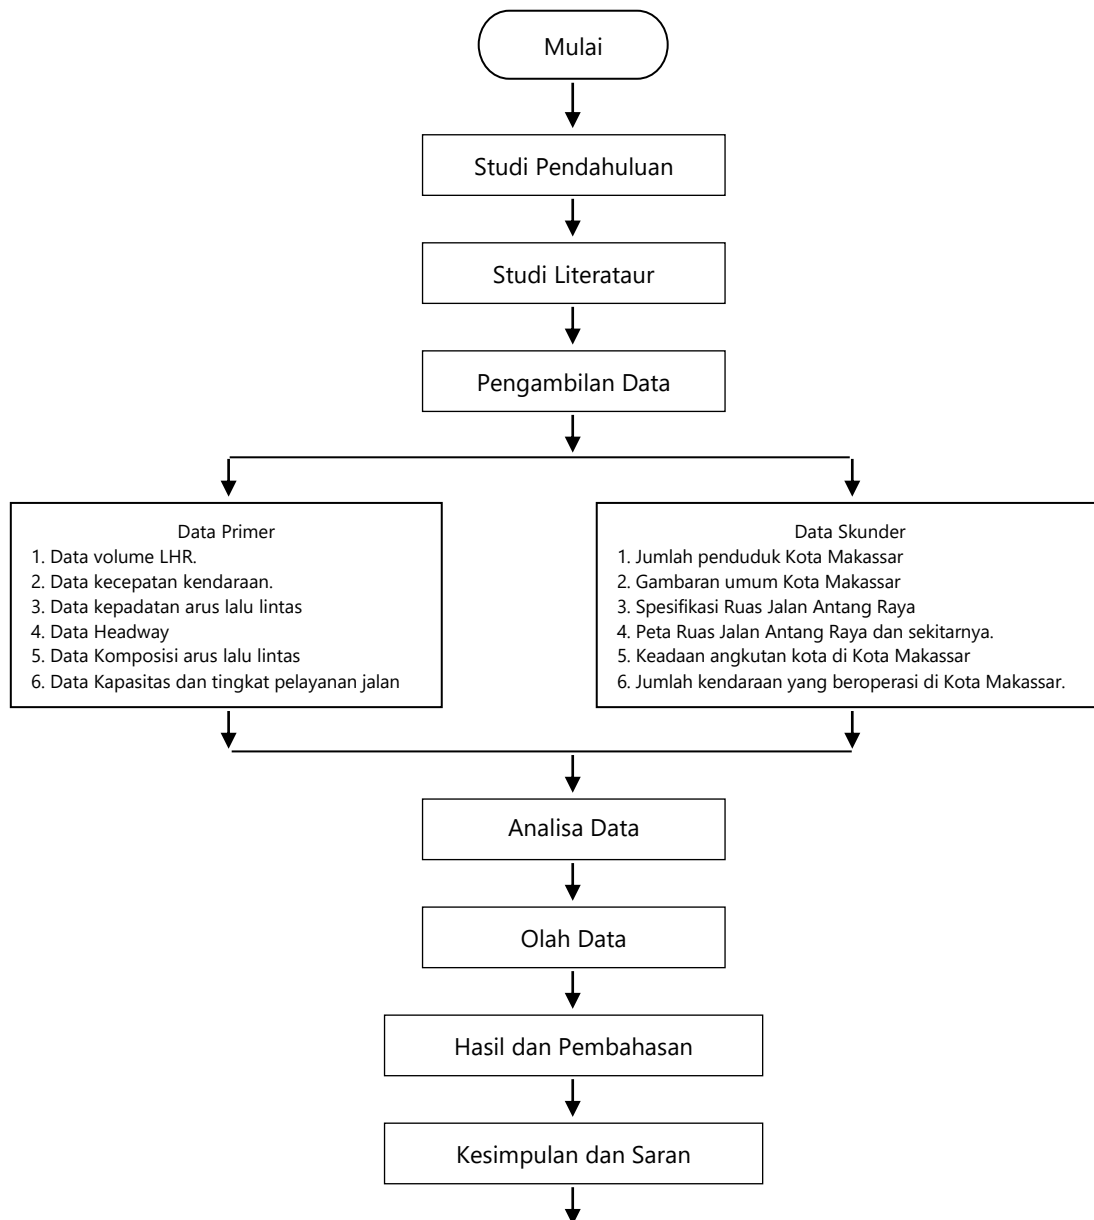 Mulai
Studi Pendahuluan
Studi Literataur
Pengambilan Data
Data Primer
1. Data volume LHR.
2. Data kecepatan kendaraan.
3. Data kepadatan arus lalu lintas
4. Data Headway
5. Data Komposisi arus lalu lintas
6. Data Kapasitas dan tingkat pelayanan jalan
Data Skunder
1. Jumlah penduduk Kota Makassar
2. Gambaran umum Kota Makassar
3. Spesifikasi Ruas Jalan Antang Raya
4. Peta Ruas Jalan Antang Raya dan sekitarnya.
5. Keadaan angkutan kota di Kota Makassar
6. Jumlah kendaraan yang beroperasi di Kota Makassar.
Analisa Data
Olah Data
Hasil dan Pembahasan
Kesimpulan dan Saran